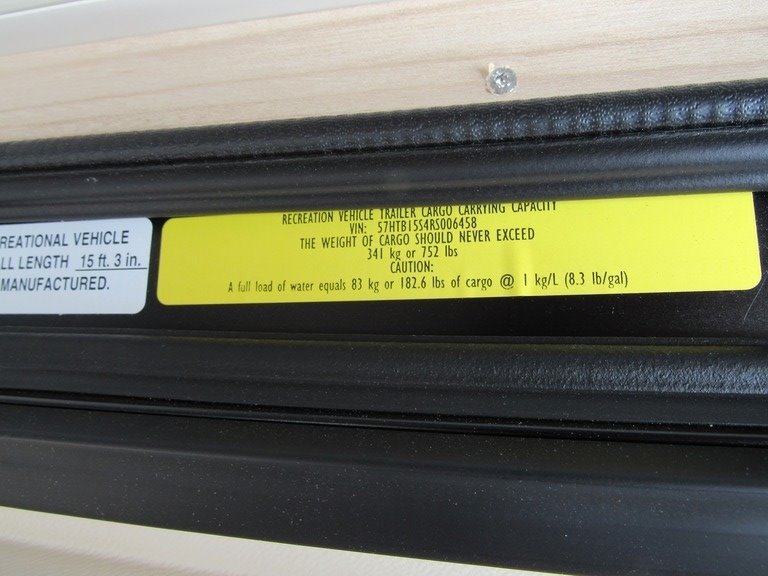 REATIONAL VEHICLE
LL LENGTH 15 ft. 3 in.
MANUFACTURED.
RECREATION VEHICLE TRAILER CARGO CARRYING CAPACITY
VIN: 57HTB1554RS006458
THE WEIGHT OF CARGO SHOULD NEVER EXCEED
341 kg or 752 lbs
CAUTION:
A full load of water equals 83 kg or 182.6 lbs of cargo @ 1 kg/L (8.3 lb/gal)